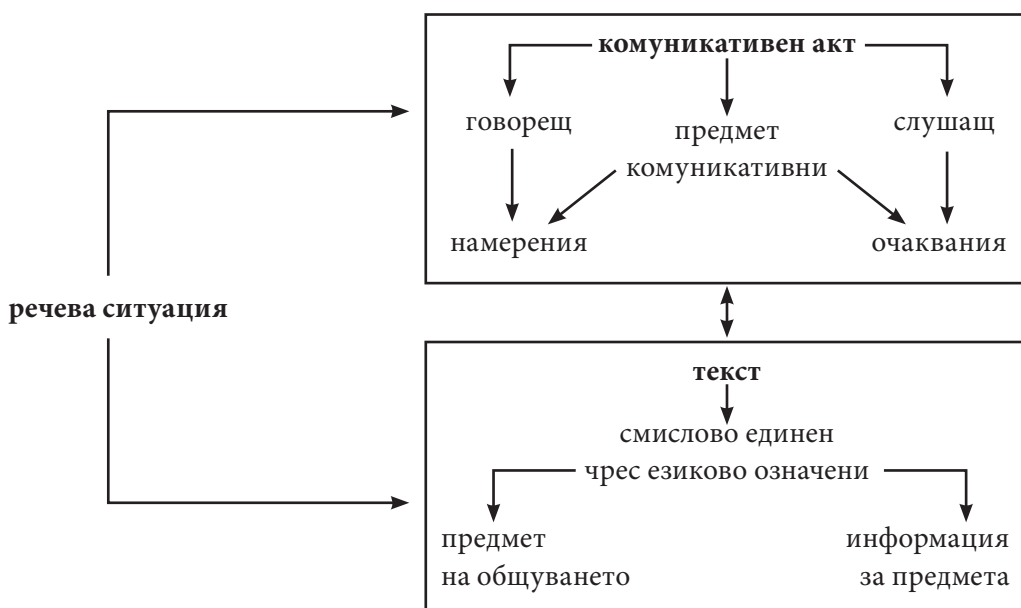 комуникативен акт
говорещ
предмет
слушащ
комуникативни
намерения
очаквания
речева ситуация
текст
смислово единен
чрес езиково означени
предмет
на общуването
информация
за предмета